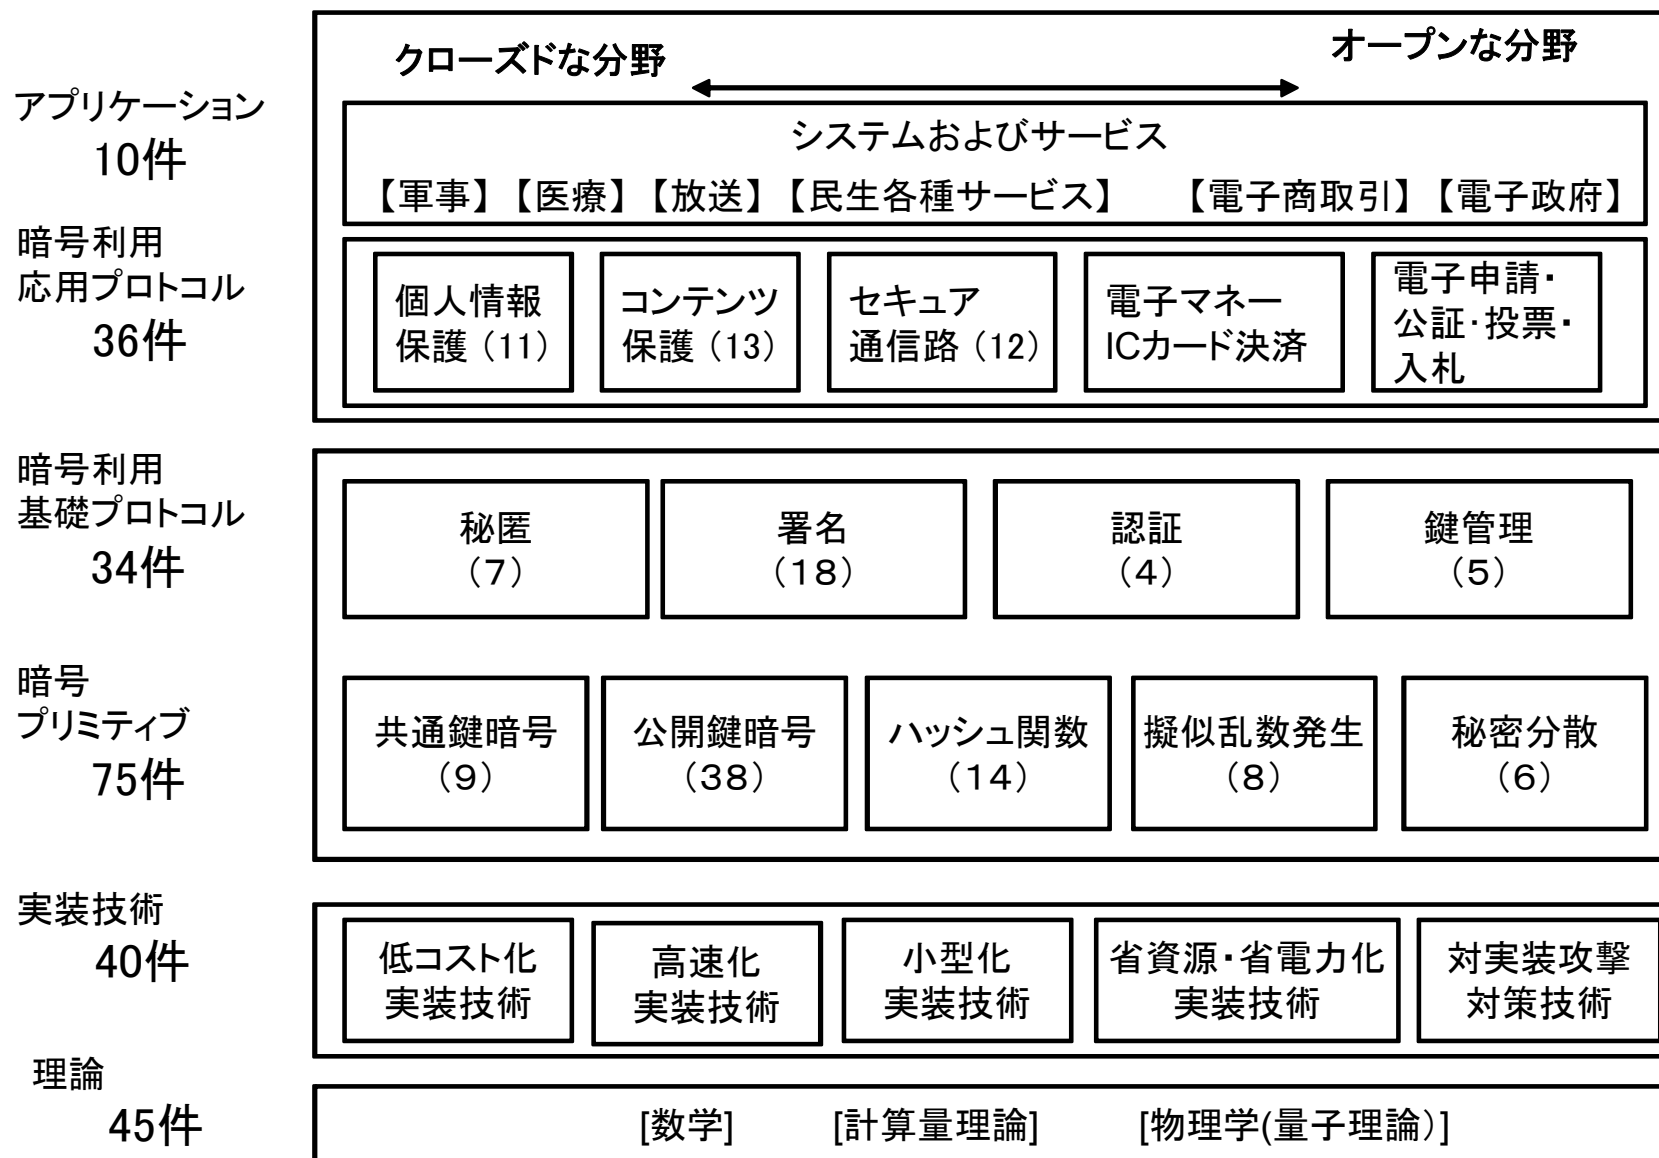 クローズドな分野
オープンな分野
アプリケーション
10件
システムおよびサービス
【軍事】【医療】【放送】【民生各種サービス】 【電子商取引】【電子政府】
暗号利用
応用プロトコル
36件
個人情報
保護（11）
コンテンツ
保護（13）
セキュア
通信路（12）
電子マネー
ICカード決済
電子申請・
公証・投票・
入札
暗号利用
基礎プロトコル
34件
秘匿
（7）
署名
（18）
認証
（4）
鍵管理
（5）
暗号
プリミティブ
75件
共通鍵暗号
（9）
公開鍵暗号
（38）
ハッシュ関数
（14）
擬似乱数発生
（8）
秘密分散
（6）
実装技術
40件
低コスト化
実装技術
高速化
実装技術
小型化
実装技術
省資源・省電力化
実装技術
対実装攻撃
対策技術
理論
45件
[数学] [計算量理論] [物理学(量子理論）]